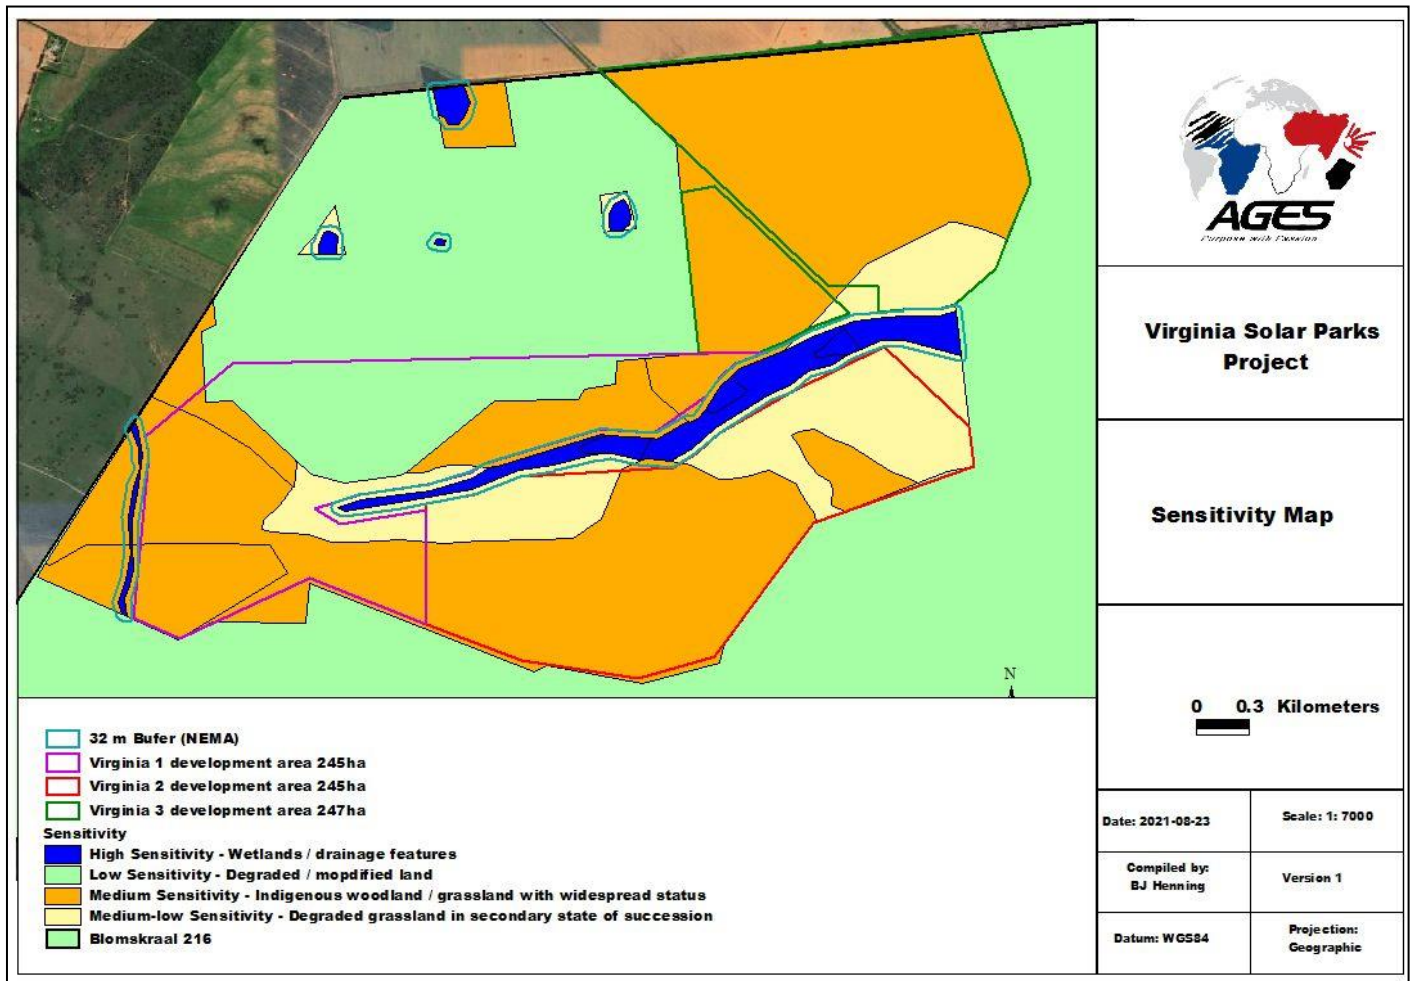 AGES
Purpose with Passion
Virginia Solar Parks
Project
Sensitivity Map
N
0 0.3 Kilometers
32 m Bufer (NEMA)
Virginia 1 development area 245ha
Virginia 2 development area 245ha
Virginia 3 development area 247ha
Sensitivity
High Sensitivity - Wetlands / drainage features
Low Sensitivity - Degraded / mopdified land
Medium Sensitivity - Indigenous woodland / grassland with widespread status
Medium-low Sensitivity - Degraded grassland in secondary state of succession
Blomskraal 216
Date: 2021-08-23
Scale: 1: 7000
Compiled by:
BJ Henning
Version 1
Datum: WGS84
Projection:
Geographic